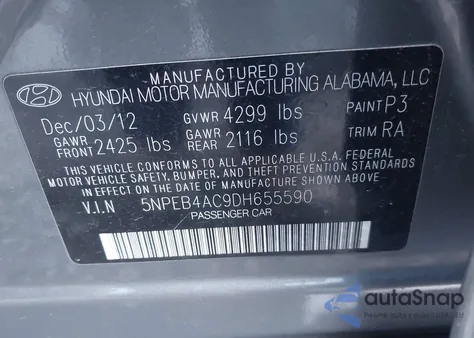 MANUFACTURED BY
HYUNDAI MOTOR MANUFACTURING ALABAMA, LLC
Dec/03/12 GVWR 4299 lbs PAINT P3
GAWR FRONT 2425 lbs GAWR REAR 2116 lbs TRIM RA
THIS VEHICLE CONFORMS TO ALL APPLICABLE U.S.A FEDERAL
MOTOR VEHICLE SAFETY, BUMPER, AND THEFT PREVENTION STANDARDS
IN EFFECT ON THE DATE OF MANUFACTURE SHOWN ABOVE.
V.I.N 5NPEB4AC9DH655590
PASSENGER CAR
autoSnap